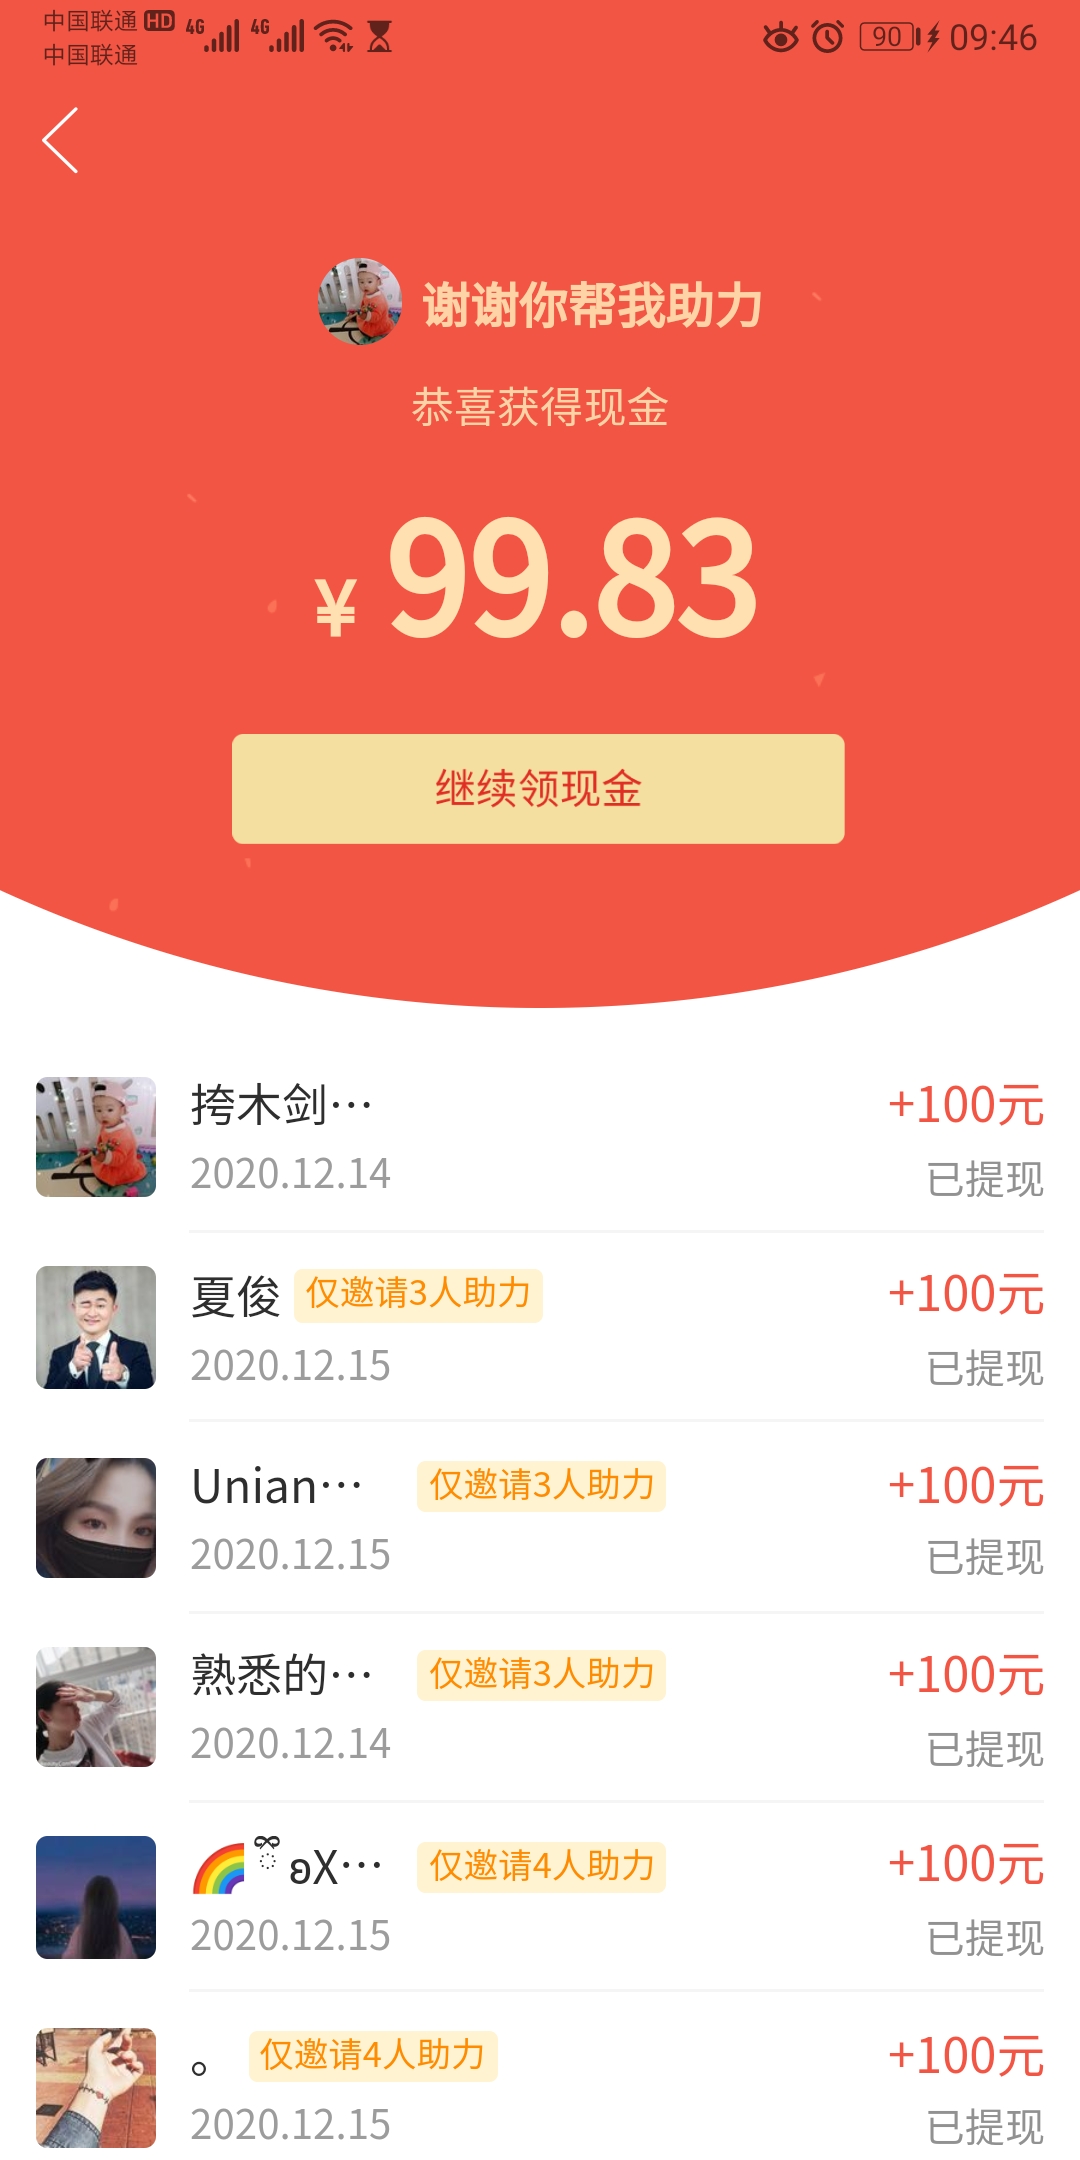 中国联通 HD 4G 4G 90 09:46
中国联通
谢谢你帮我助力
恭喜获得现金
¥ 99.83
继续领现金
挎木剑… +100元
2020.12.14 已提现
夏俊 仅邀请3人助力 +100元
2020.12.15 已提现
Unian… 仅邀请3人助力 +100元
2020.12.15 已提现
熟悉的… 仅邀请3人助力 +100元
2020.12.14 已提现
🌈 ʚX… 仅邀请4人助力 +100元
2020.12.15 已提现
。 仅邀请4人助力 +100元
2020.12.15 已提现